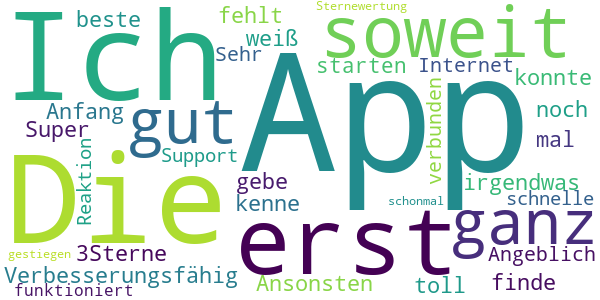 Sternewertung
beste fehlt
Ich soweit
weiß
Sehr
starten Internet
konnte
App
Anfang gut verbunden noch
Super mal
Reaktion
Support
Die gebe irgendwas
kenne schonmal schnelle
erst ganz
3Sterne Angeblich
gestiegen
Verbesserungsfähig Ansonsten toll finde
funktioniert